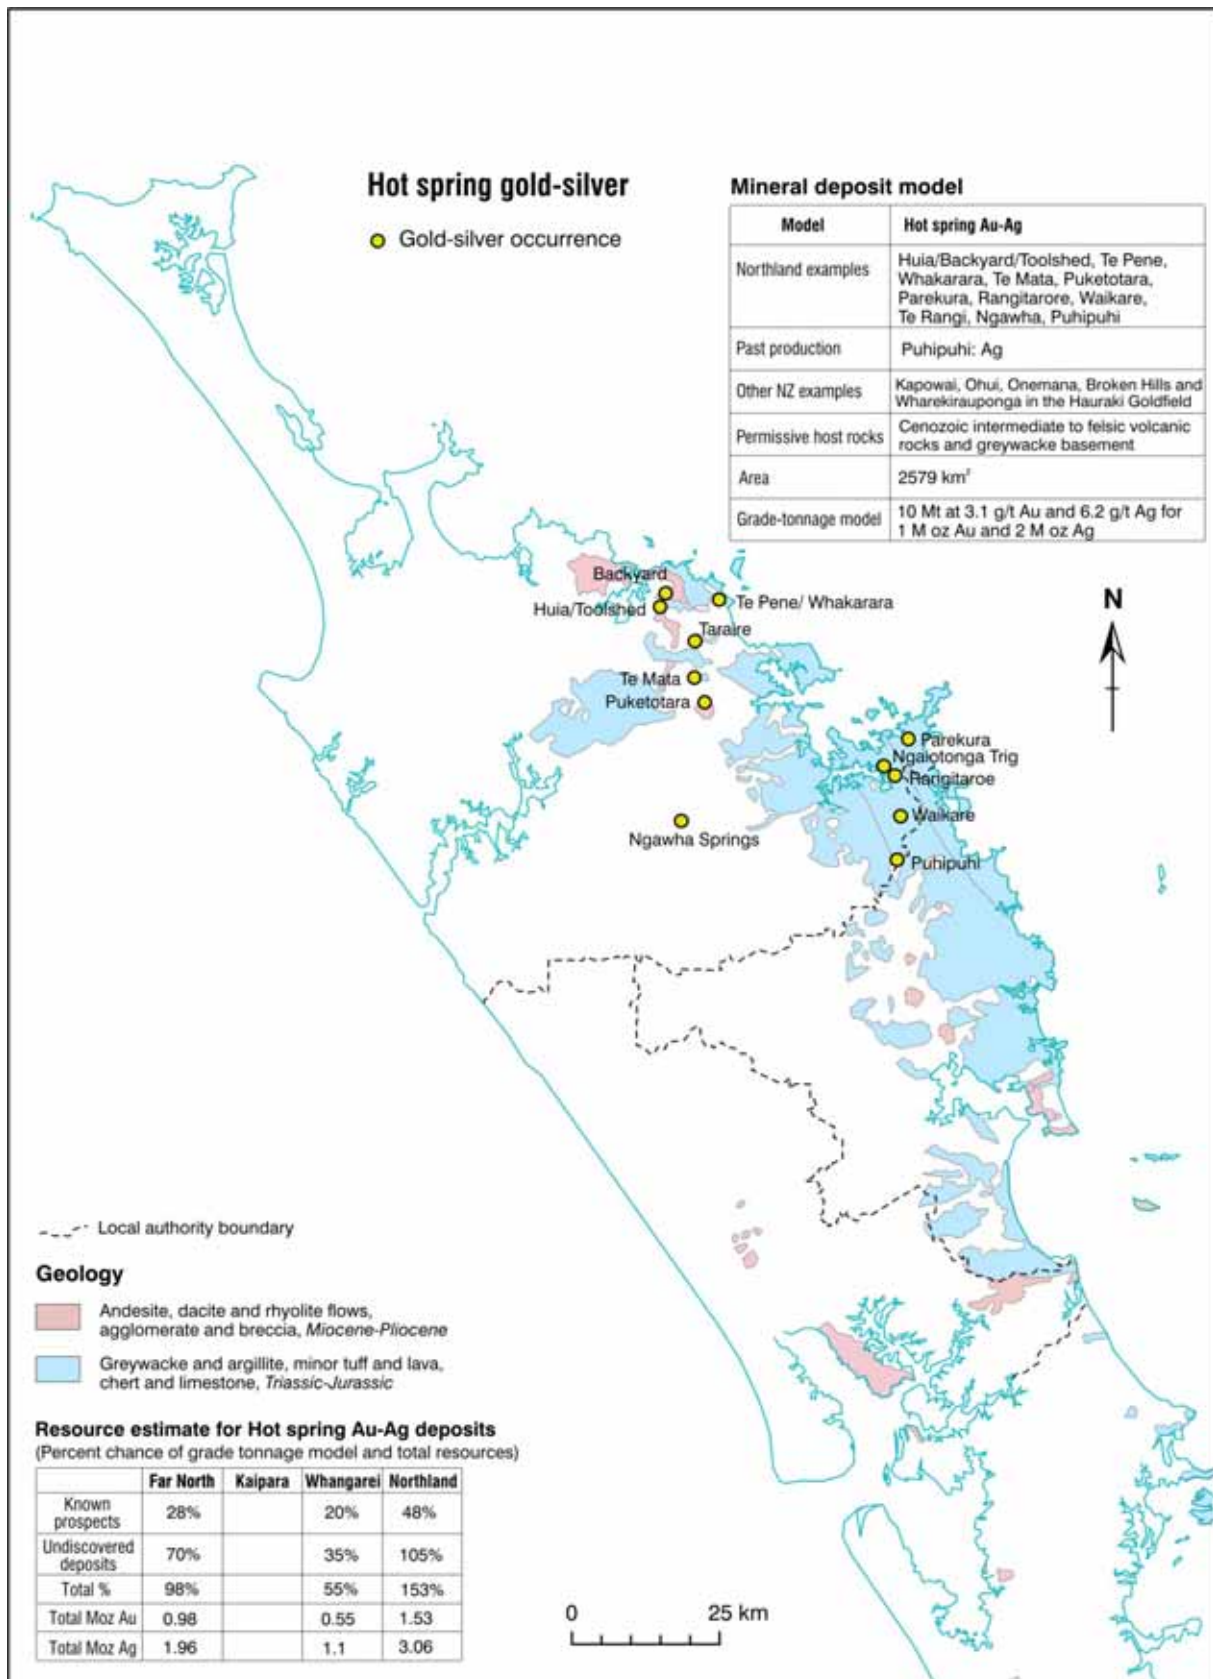 Hot spring gold-silver
Gold-silver occurrence
Mineral deposit model
Model Hot spring Au-Ag
Northland examples Huia/Backyard/Toolshed, Te Pene,
Whakarara, Te Mata, Puketotara,
Parekura, Rangitarore, Waikare,
Te Rangi, Ngawha, Puhipuhi
Past production Puhipuhi: Ag
Other NZ examples Kapowai, Ohui, Onemana, Broken Hills and
Wharekirauponga in the Hauraki Goldfield
Permissive host rocks Cenozoic intermediate to felsic volcanic
rocks and greywacke basement
Area 2579 km²
Grade-tonnage model 10 Mt at 3.1 g/t Au and 6.2 g/t Ag for
1 M oz Au and 2 M oz Ag
N
Backyard
Huia/Toolshed
Te Pene/ Whakarara
Taraire
Te Mata
Puketotara
Parekura
Ngaiotonga Trig
Rangitaroe
Waikare
Ngawha Springs
Puhipuhi
Local authority boundary
Geology
Andesite, dacite and rhyolite flows,
agglomerate and breccia, Miocene-Pliocene
Greywacke and argillite, minor tuff and lava,
chert and limestone, Triassic-Jurassic
Resource estimate for Hot spring Au-Ag deposits
(Percent chance of grade tonnage model and total resources)
Far North Kaipara Whangarei Northland
Known prospects 28% 20% 48%
Undiscovered deposits 70% 35% 105%
Total % 98% 55% 153%
Total Moz Au 0.98 0.55 1.53
Total Moz Ag 1.96 1.1 3.06
0 25 km